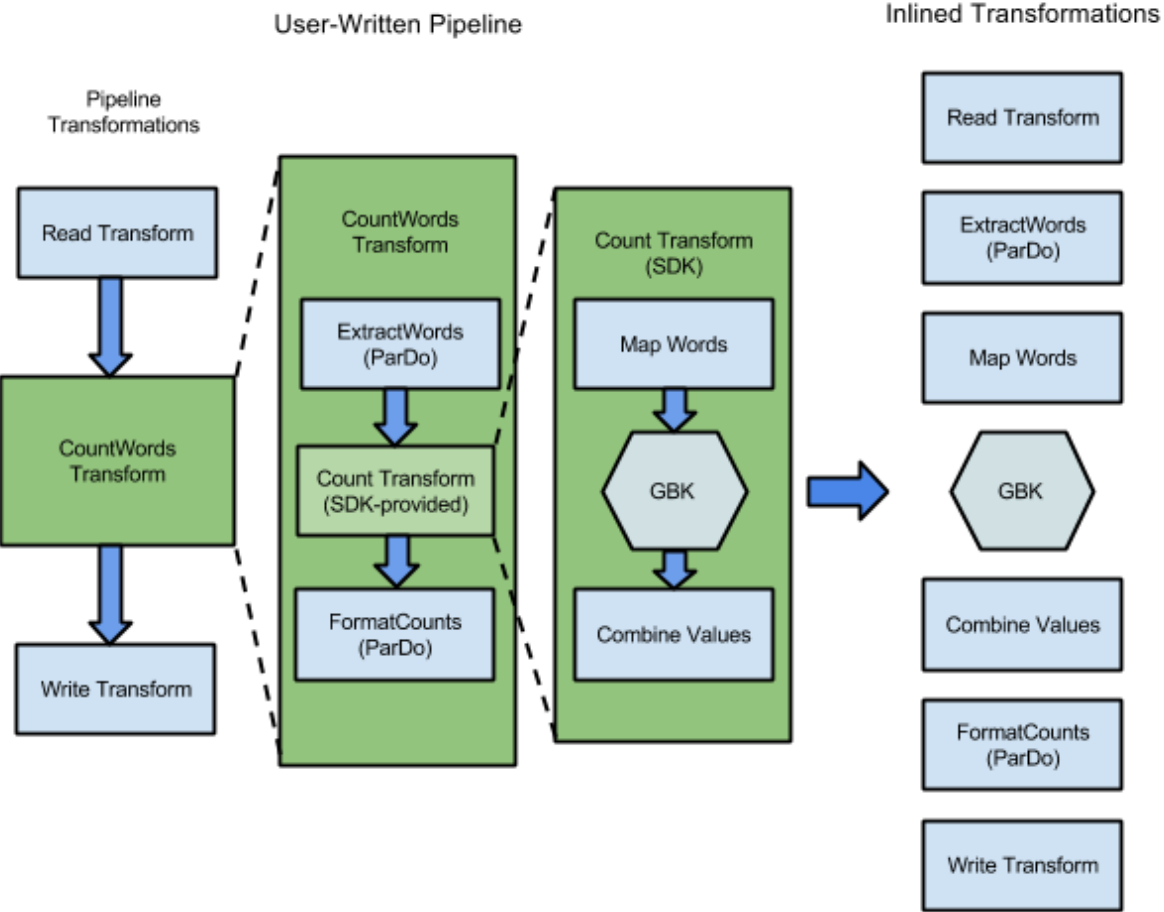 User-Written Pipeline
Inlined Transformations
Pipeline
Transformations
Read Transform
CountWords
Transform
Write Transform
CountWords
Transform
ExtractWords
(ParDo)
Count Transform
(SDK-provided)
FormatCounts
(ParDo)
Count Transform
(SDK)
Map Words
GBK
Combine Values
Read Transform
ExtractWords
(ParDo)
Map Words
GBK
Combine Values
FormatCounts
(ParDo)
Write Transform